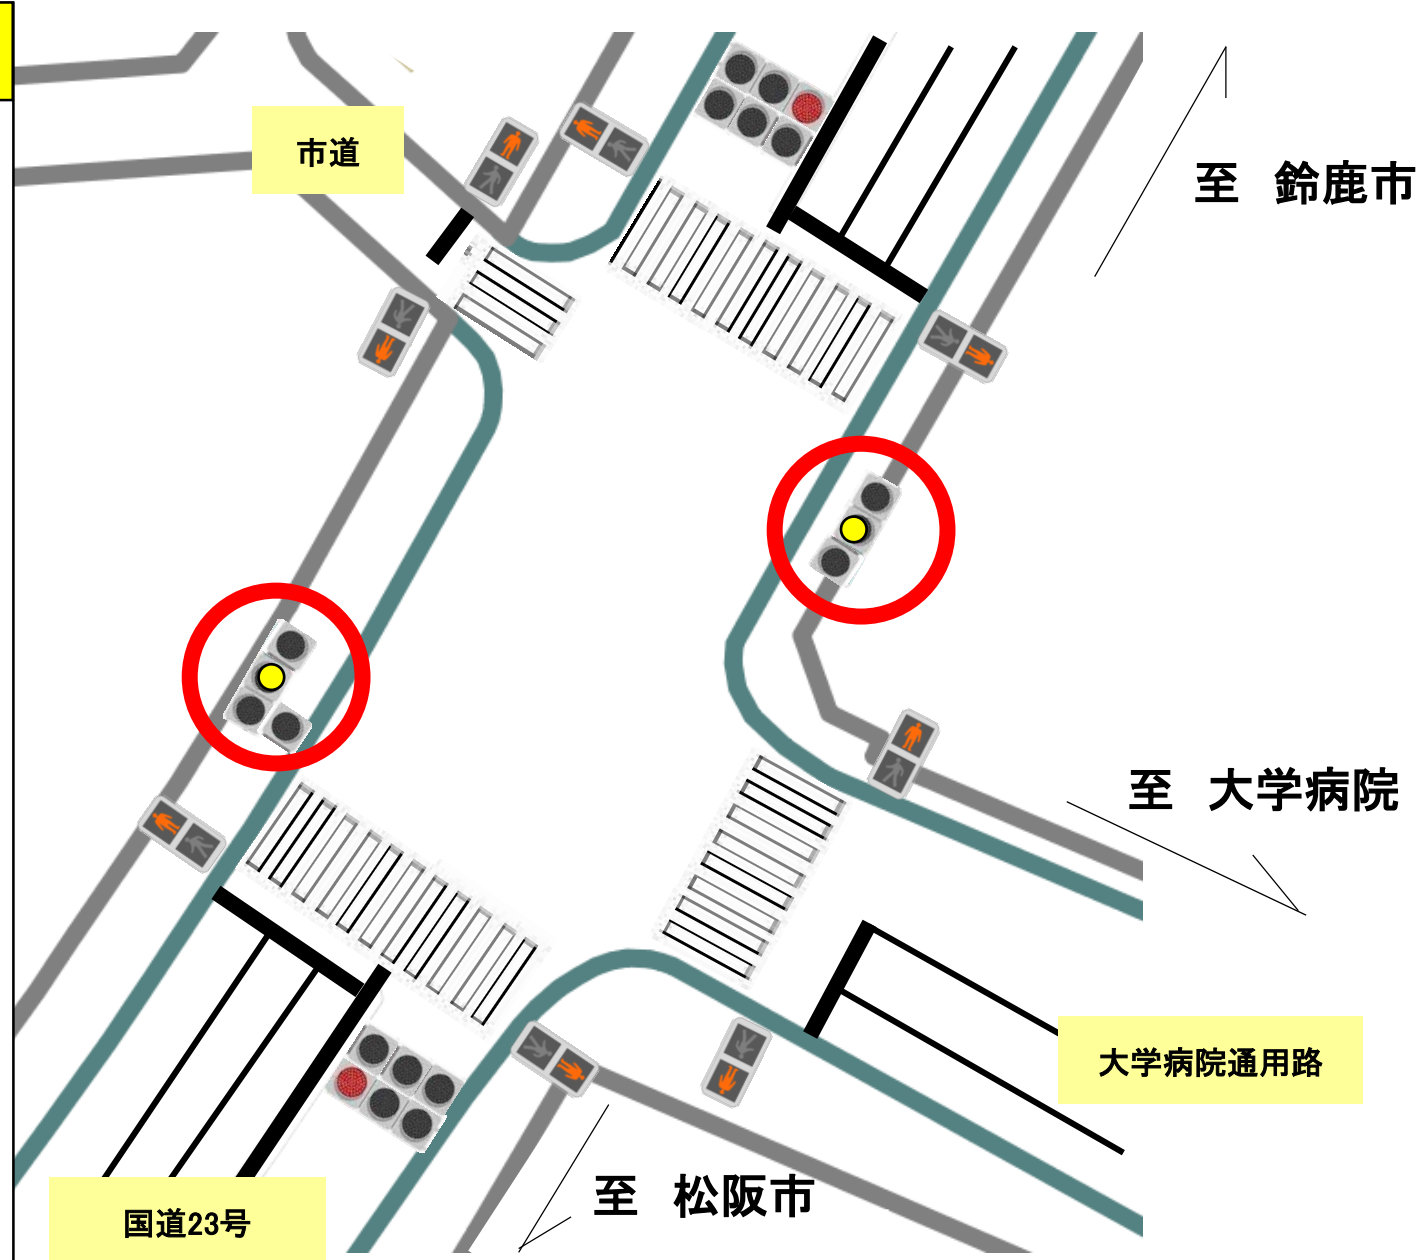 市道
至　鈴鹿市
至　大学病院
大学病院通用路
至　松阪市
国道23号